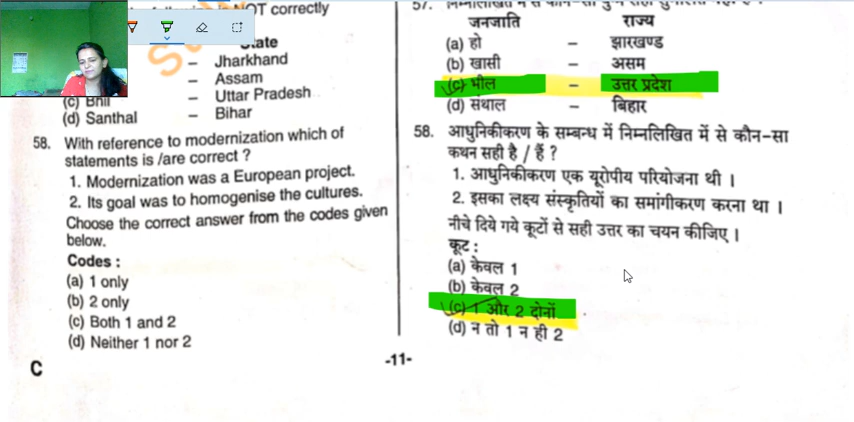 NOT correctly
State
– Jharkhand
– Assam
(c) Bhil – Uttar Pradesh
(d) Santhal – Bihar
58. With reference to modernization which of
statements is /are correct ?
1. Modernization was a European project.
2. Its goal was to homogenise the cultures.
Choose the correct answer from the codes given
below.
Codes :
(a) 1 only
(b) 2 only
(c) Both 1 and 2
(d) Neither 1 nor 2
C
57. निम्नलिखित में से
जनजाति राज्य
(a) हो – झारखण्ड
(b) खासी – असम
(c) भील – उत्तर प्रदेश
(d) संथाल – बिहार
58. आधुनिकीकरण के सम्बन्ध में निम्नलिखित में से कौन-सा
कथन सही है / हैं ?
1. आधुनिकीकरण एक यूरोपीय परियोजना थी ।
2. इसका लक्ष्य संस्कृतियों का समांगीकरण करना था ।
नीचे दिये गये कूटों से सही उत्तर का चयन कीजिए ।
कूट :
(a) केवल 1
(b) केवल 2
(c) 1 और 2 दोनों
(d) न तो 1 न ही 2
-11-